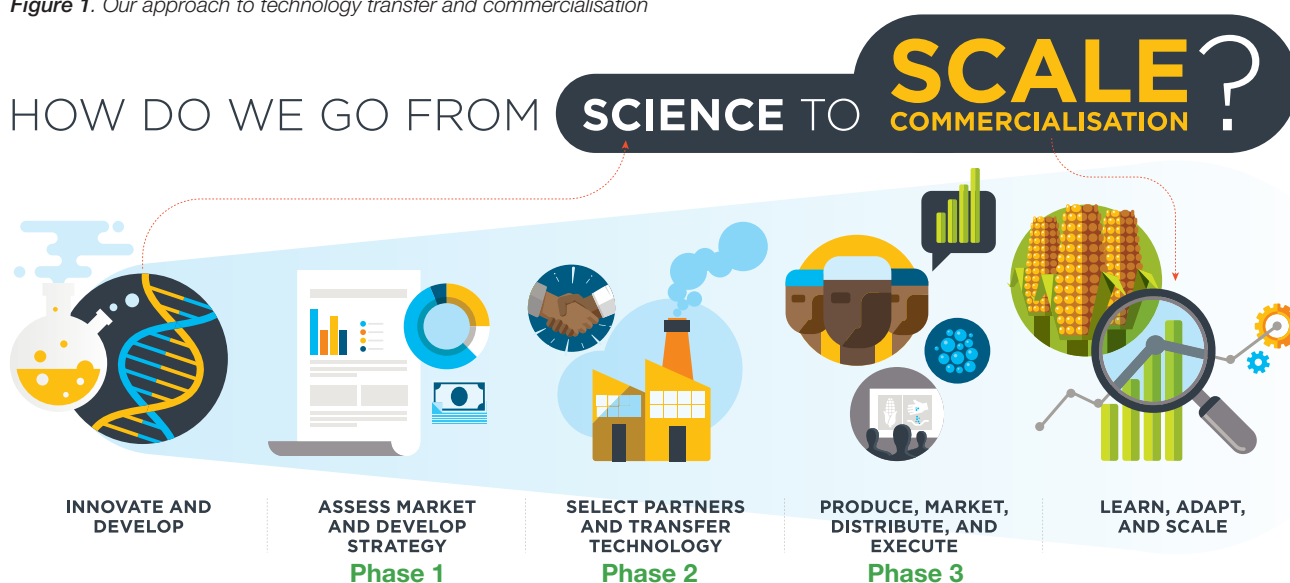 Figure 1. Our approach to technology transfer and commercialisation
HOW DO WE GO FROM SCIENCE TO SCALE COMMERCIALISATION ?
INNOVATE AND
DEVELOP
ASSESS MARKET
AND DEVELOP
STRATEGY
Phase 1
SELECT PARTNERS
AND TRANSFER
TECHNOLOGY
Phase 2
PRODUCE, MARKET,
DISTRIBUTE, AND
EXECUTE
Phase 3
LEARN, ADAPT,
AND SCALE